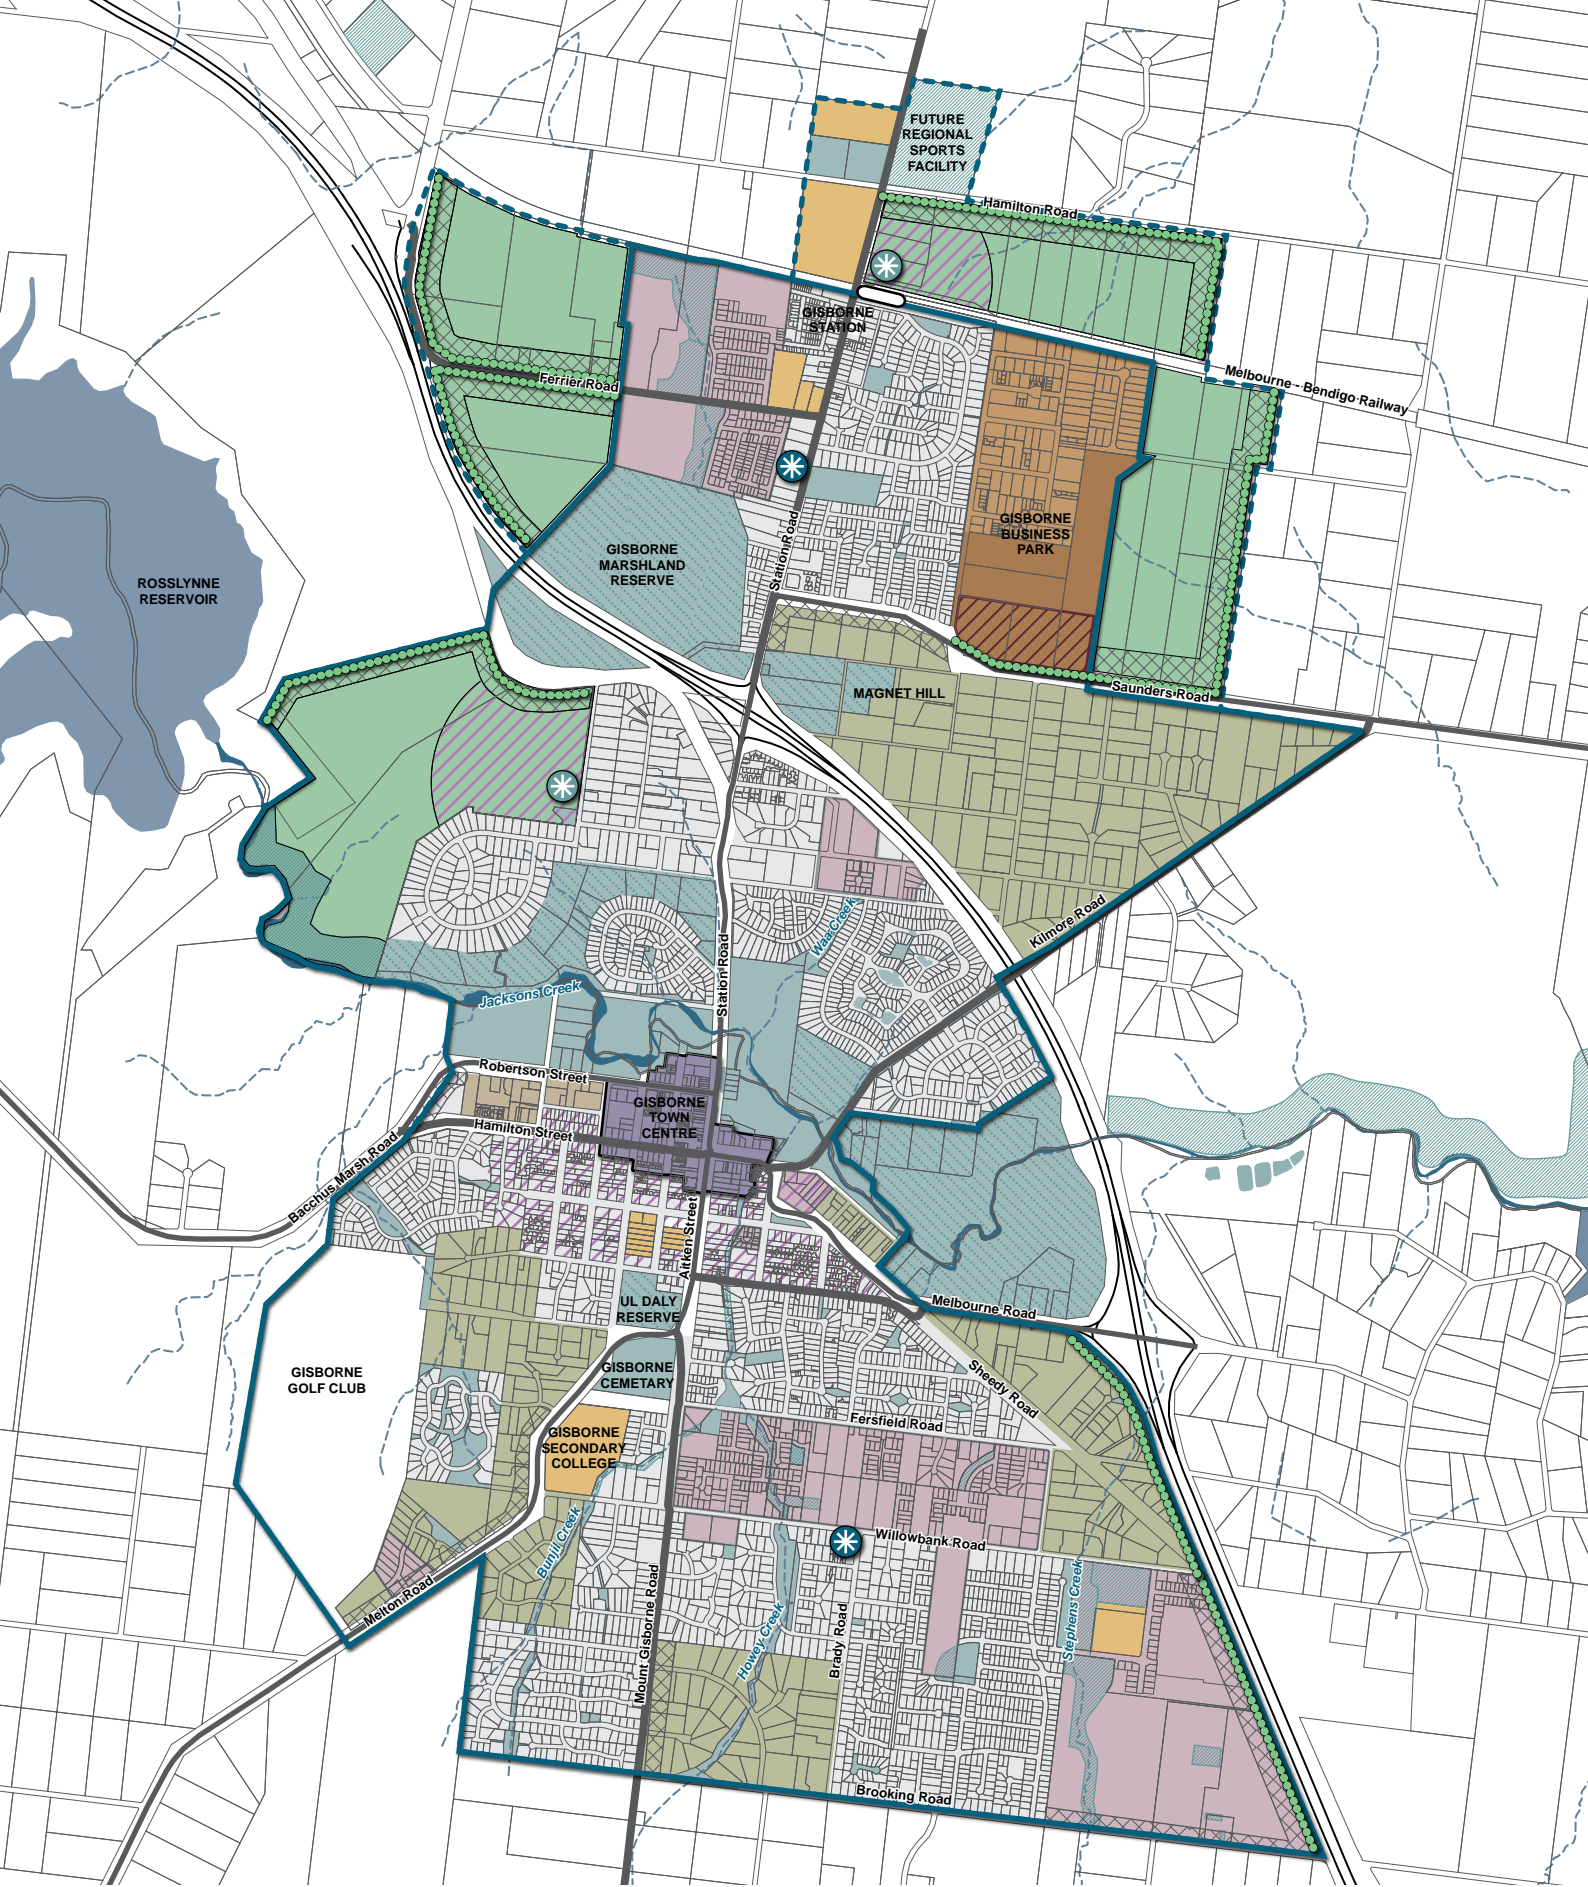 FUTURE
REGIONAL
SPORTS
FACILITY
Hamilton Road
GISBORNE
STATION
Melbourne - Bendigo Railway
Ferrier Road
GISBORNE
BUSINESS
PARK
GISBORNE
MARSHLAND
RESERVE
Station Road
ROSSLYNNE
RESERVOIR
MAGNET HILL
Saunders Road
Kilmore Road
Waa Creek
Station Road
Jacksons Creek
Robertson Street
GISBORNE
TOWN
CENTRE
Hamilton Street
Bacchus Marsh Road
Aitken Street
UL DALY
RESERVE
Melbourne Road
GISBORNE
GOLF CLUB
GISBORNE
CEMETARY
Sheedy Road
Fersfield Road
GISBORNE
SECONDARY
COLLEGE
Willowbank Road
Bunjil Creek
Melton Road
Mount Gisborne Road
Howey Creek
Brady Road
Stephens Creek
Brooking Road